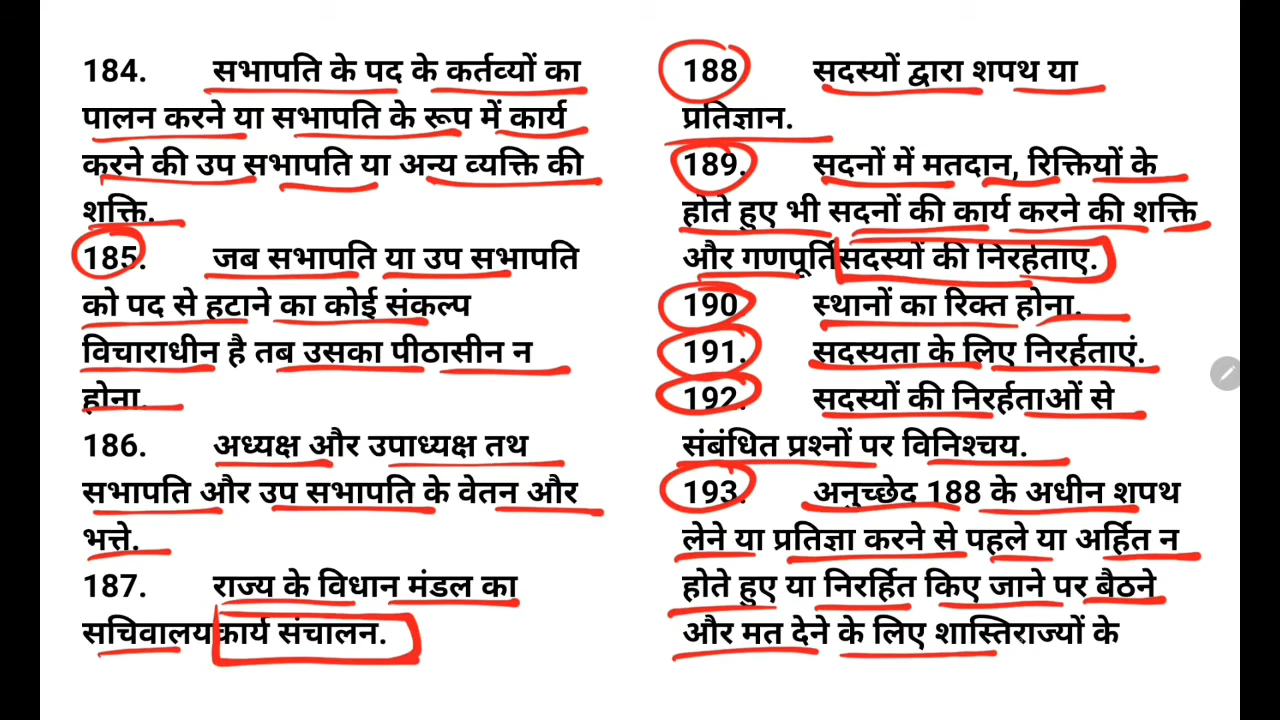 184. सभापति के पद के कर्तव्यों का
पालन करने या सभापति के रूप में कार्य
करने की उप सभापति या अन्य व्यक्ति की
शक्ति.
185. जब सभापति या उप सभापति
को पद से हटाने का कोई संकल्प
विचाराधीन है तब उसका पीठासीन न
होना.
186. अध्यक्ष और उपाध्यक्ष तथ
सभापति और उप सभापति के वेतन और
भत्ते.
187. राज्य के विधान मंडल का
सचिवालयकार्य संचालन.
188 सदस्यों द्वारा शपथ या
प्रतिज्ञान.
189. सदनों में मतदान, रिक्तियों के
होते हुए भी सदनों की कार्य करने की शक्ति
और गणपूर्तिसदस्यों की निरर्हताए.
190 स्थानों का रिक्त होना.
191. सदस्यता के लिए निरर्हताएं.
192. सदस्यों की निरर्हताओं से
संबंधित प्रश्नों पर विनिश्चय.
193. अनुच्छेद 188 के अधीन शपथ
लेने या प्रतिज्ञा करने से पहले या अर्हित न
होते हुए या निरर्हित किए जाने पर बैठने
और मत देने के लिए शास्तिराज्यों के